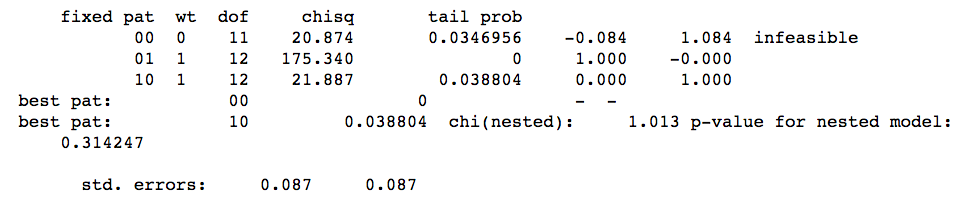 fixed pat wt dof chisq tail prob
00 0 11 20.874 0.0346956 -0.084 1.084 infeasible
01 1 12 175.340 0 1.000 -0.000
10 1 12 21.887 0.038804 0.000 1.000
best pat: 00 0 - -
best pat: 10 0.038804 chi(nested): 1.013 p-value for nested model:
0.314247
std. errors: 0.087 0.087